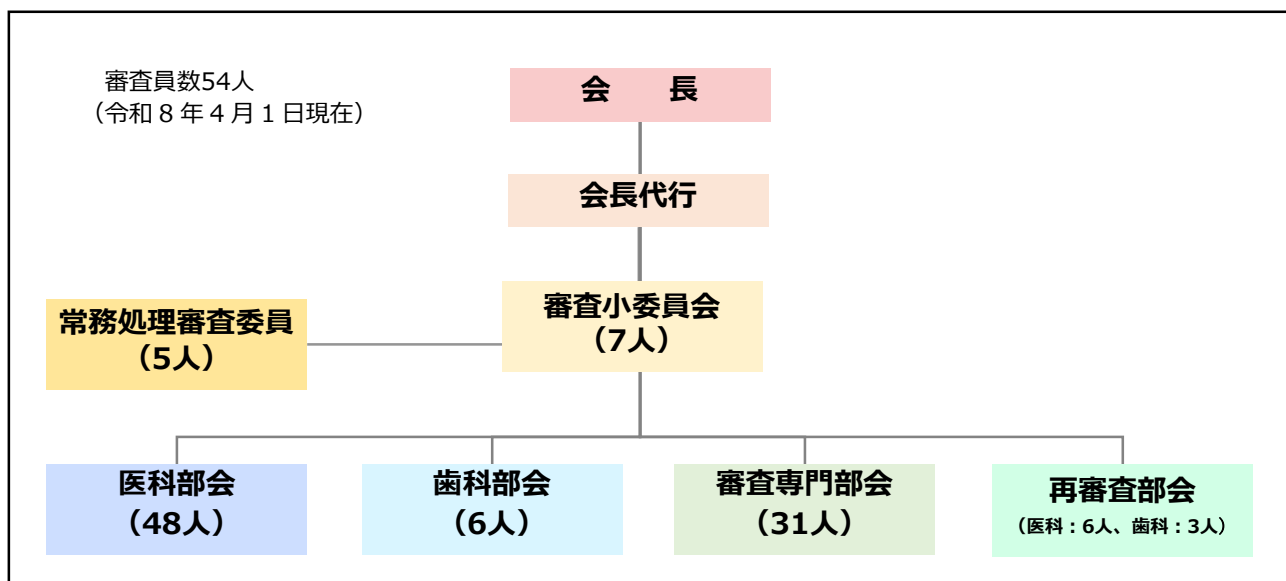 審査員数54人
（令和８年４月１日現在）
会　　長
会長代行
審査小委員会
（7人）
常務処理審査委員
（5人）
医科部会
（48人）
歯科部会
（6人）
審査専門部会
（31人）
再審査部会
（医科：6人、歯科：3人）